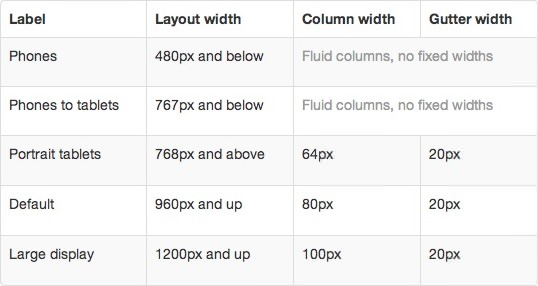 Label Layout width Column width Gutter width
Phones 480px and below Fluid columns, no fixed widths
Phones to tablets 767px and below Fluid columns, no fixed widths
Portrait tablets 768px and above 64px 20px
Default 960px and up 80px 20px
Large display 1200px and up 100px 20px